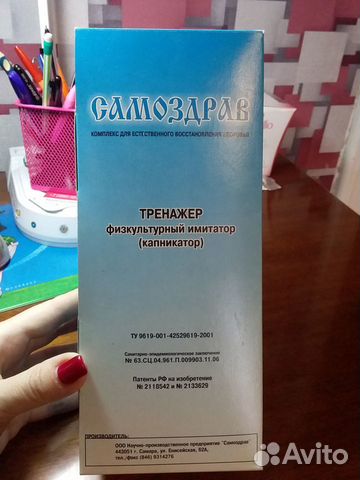 САМОЗДРАВ
КОМПЛЕКС ДЛЯ ЕСТЕСТВЕННОГО ВОССТАНОВЛЕНИЯ ЗДОРОВЬЯ
ТРЕНАЖЕР
физкультурный имитатор
(капникатор)
ТУ 9619-001-42529619-2001
Санитарно-эпидемиологическое заключение
№ 63.СЦ.04.961.П.009903.11.06
Патенты РФ на изобретение
№ 2118542 и № 2133629
ПРОИЗВОДИТЕЛЬ:
ООО Научно-производственное предприятие "Самоздрав"
443051 г. Самара, ул. Енисейская, 62А,
тел./факс (846) 9314276
Avito